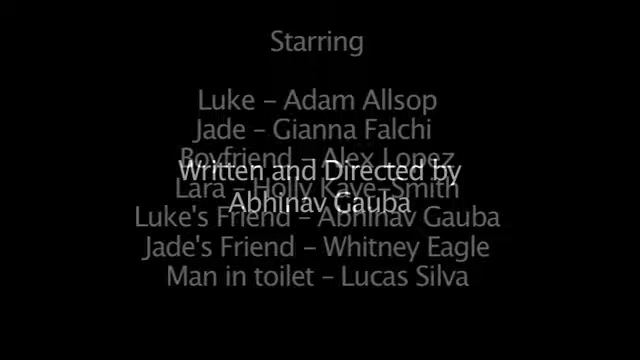 Starring
Luke - Adam Allsop
Jade - Gianna Falchi
Boyfriend - Alex Lopez
Written and Directed by
Lara - Holly Kaye-Smith
Abhinav Gauba
Luke's Friend - Abhinav Gauba
Jade's Friend - Whitney Eagle
Man in toilet - Lucas Silva